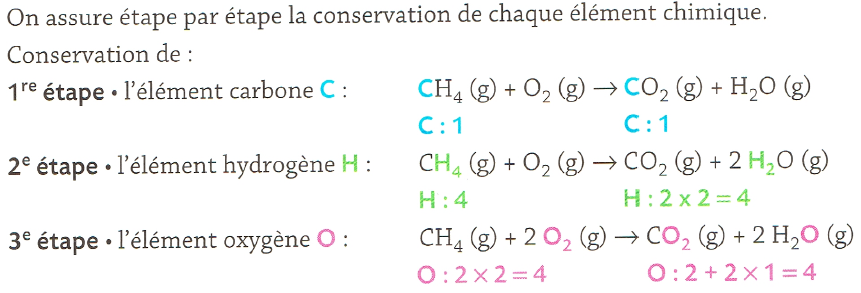 On assure étape par étape la conservation de chaque élément chimique.
Conservation de :
1re étape • l'élément carbone C : CH4 (g) + O2 (g) → CO2 (g) + H2O (g)
C : 1 C : 1
2e étape • l'élément hydrogène H : CH4 (g) + O2 (g) → CO2 (g) + 2 H2O (g)
H : 4 H : 2 x 2 = 4
3e étape • l'élément oxygène O : CH4 (g) + 2 O2 (g) → CO2 (g) + 2 H2O (g)
O : 2 × 2 = 4 O : 2 + 2 × 1 = 4